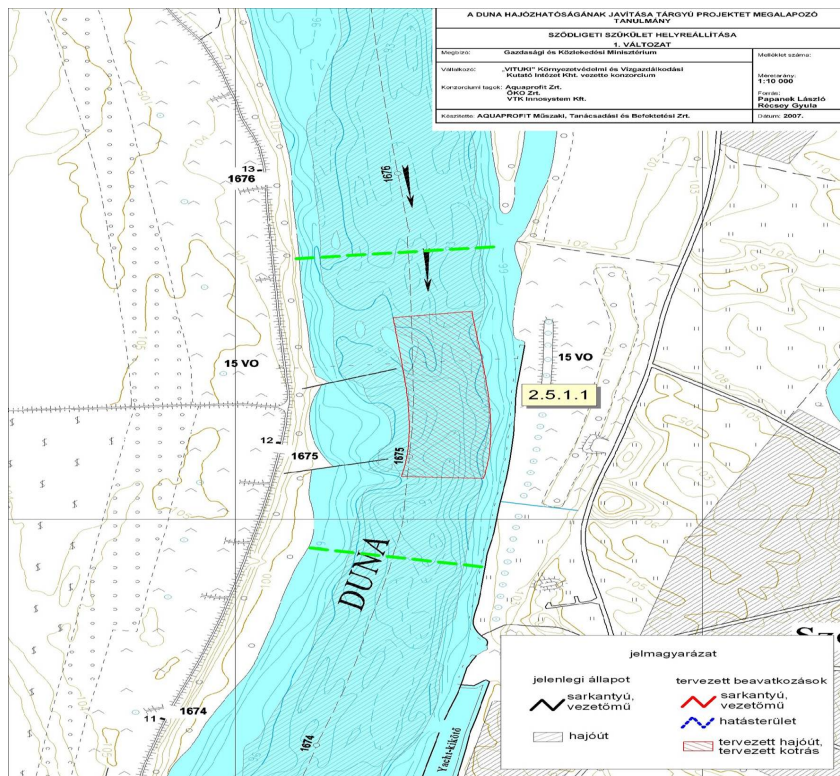 A DUNA HAJÓZHATÓSÁGÁNAK JAVÍTÁSA TÁRGYÚ PROJEKTET MEGALAPOZÓ
TANULMÁNY
SZŐDLIGETI SZŰKÜLET HELYREÁLLÍTÁSA
1. VÁLTOZAT
Megbízó: Gazdasági és Közlekedési Minisztérium
Melléklet száma:
Vállalkozó: „VITUKI" Környezetvédelmi és Vízgazdálkodási
Kutató Intézet Kht. vezette konzorcium
Méretarány:
1:10 000
Konzorciumi tagok: Aquaprofit Zrt.
ÖKO Zrt.
VTK Innosystem Kft.
Forrás:
Papanek László
Récsey Gyula
Készítette: AQUAPROFIT Műszaki, Tanácsadási és Befektetési Zrt.
Dátum: 2007.
13
1676
1676
15 VO
15 VO
2.5.1.1
12
1675
1675
DUNA
11
1674
1674
Yacht-kikötő
jelmagyarázat
jelenlegi állapot
sarkantyú,
vezetőmű
hajóút
tervezett beavatkozások
sarkantyú,
vezetőmű
hatásterület
tervezett hajóút,
tervezett kotrás